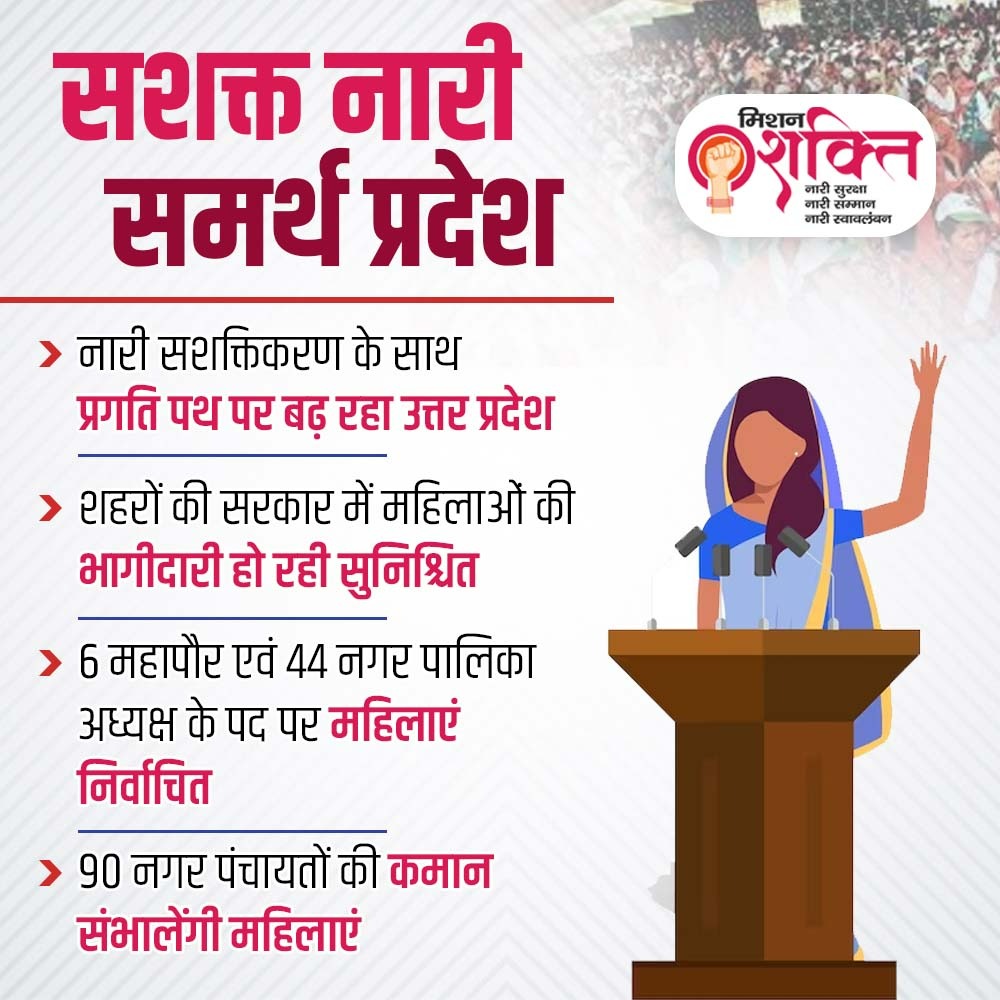 सशक्त नारी
समर्थ प्रदेश
मिशन
शक्ति
नारी सुरक्षा
नारी सम्मान
नारी स्वावलंबन
नारी सशक्तिकरण के साथ
प्रगति पथ पर बढ़ रहा उत्तर प्रदेश
शहरों की सरकार में महिलाओं की
भागीदारी हो रही सुनिश्चित
6 महापौर एवं 44 नगर पालिका
अध्यक्ष के पद पर महिलाएं
निर्वाचित
90 नगर पंचायतों की कमान
संभालेंगी महिलाएं